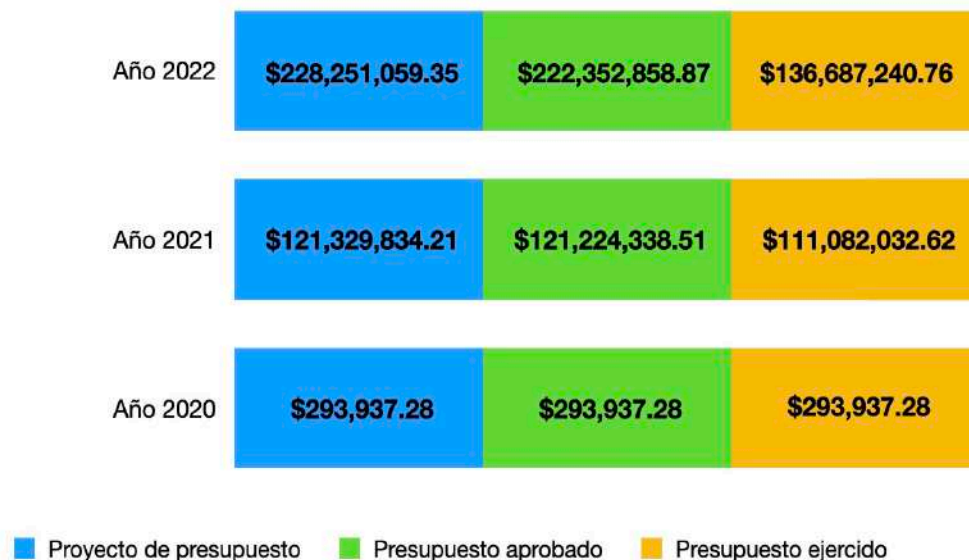 Año 2022 $228,251,059.35 $222,352,858.87 $136,687,240.76
Año 2021 $121,329,834.21 $121,224,338.51 $111,082,032.62
Año 2020 $293,937.28 $293,937.28 $293,937.28
Proyecto de presupuesto Presupuesto aprobado Presupuesto ejercido